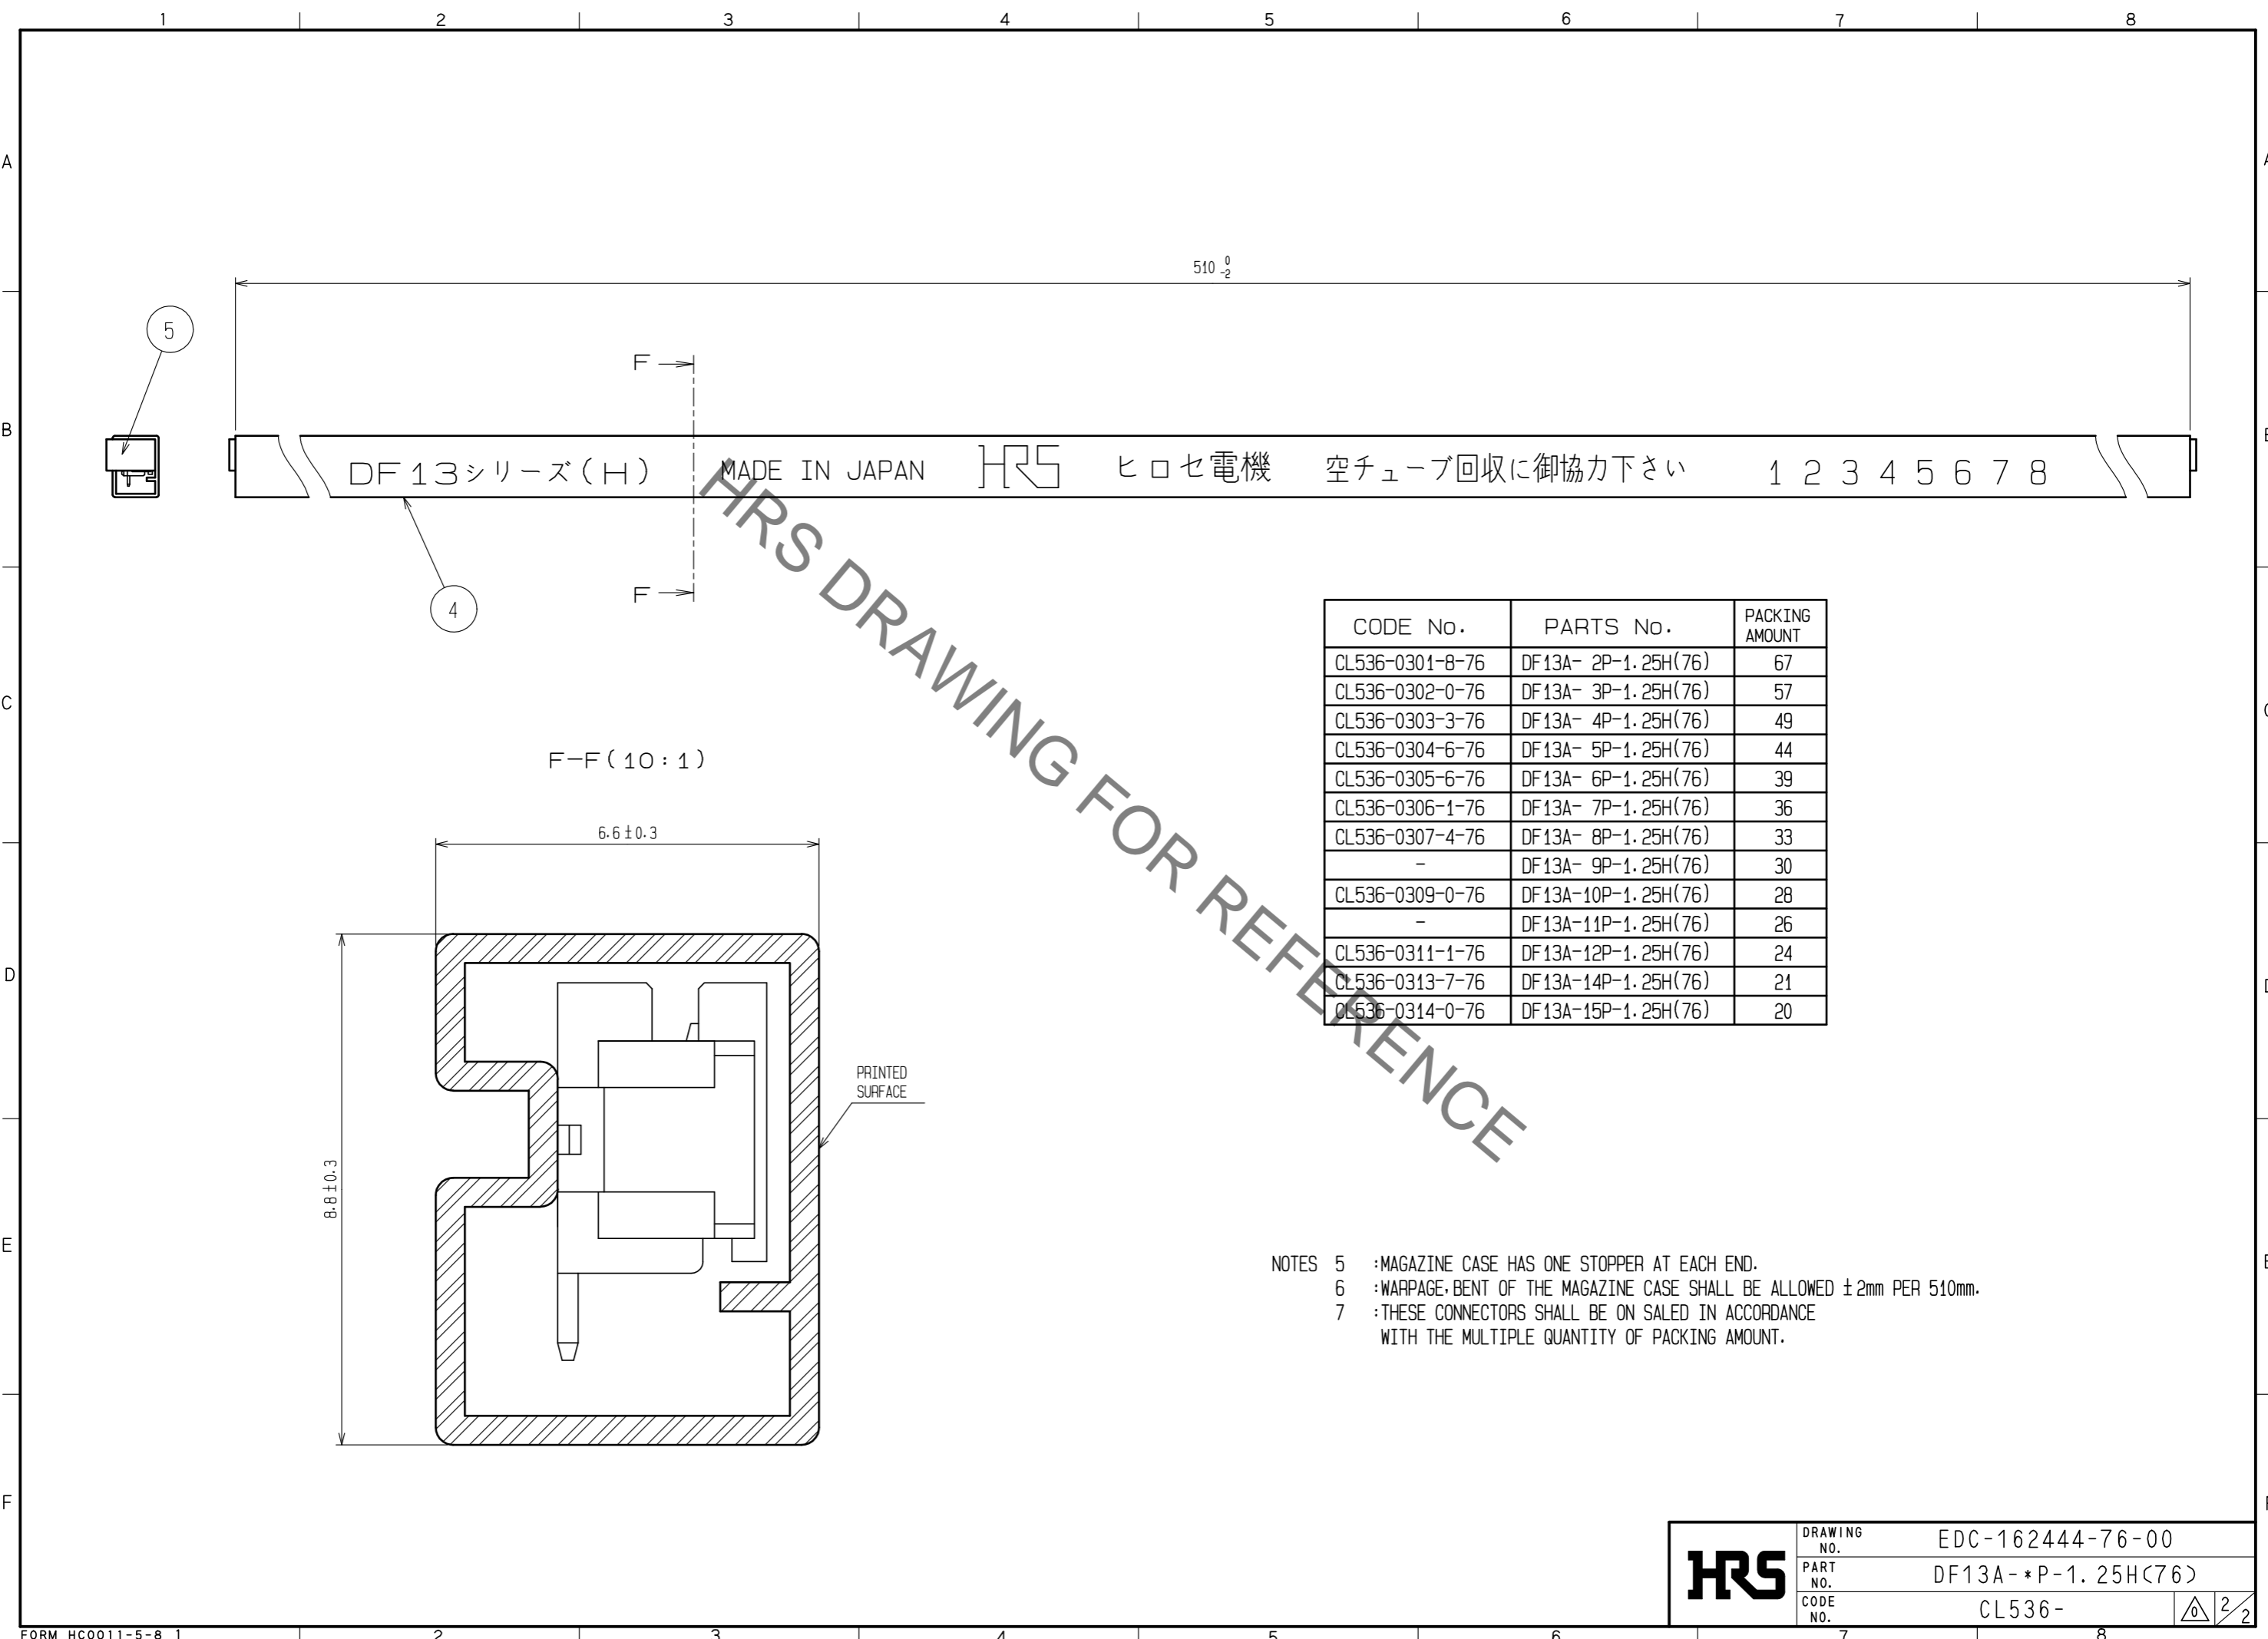 1 2 3 4 5 6 7 8
A A
510 0 -2
5
F
B
DF13シリーズ(H) MADE IN JAPAN HRS ヒロセ電機 空チューブ回収に御協力下さい 1 2 3 4 5 6 7 8
F
4
HRS DRAWING FOR REFERENCE
CODE No. PARTS No. PACKING AMOUNT
CL536-0301-8-76 DF13A- 2P-1.25H(76) 67
CL536-0302-0-76 DF13A- 3P-1.25H(76) 57
CL536-0303-3-76 DF13A- 4P-1.25H(76) 49
CL536-0304-6-76 DF13A- 5P-1.25H(76) 44
CL536-0305-6-76 DF13A- 6P-1.25H(76) 39
CL536-0306-1-76 DF13A- 7P-1.25H(76) 36
CL536-0307-4-76 DF13A- 8P-1.25H(76) 33
- DF13A- 9P-1.25H(76) 30
CL536-0309-0-76 DF13A-10P-1.25H(76) 28
- DF13A-11P-1.25H(76) 26
CL536-0311-1-76 DF13A-12P-1.25H(76) 24
CL536-0313-7-76 DF13A-14P-1.25H(76) 21
CL536-0314-0-76 DF13A-15P-1.25H(76) 20
C
F-F(10:1)
6.6±0.3
D
PRINTED
SURFACE
8.8±0.3
E
NOTES 5 :MAGAZINE CASE HAS ONE STOPPER AT EACH END.
6 :WARPAGE,BENT OF THE MAGAZINE CASE SHALL BE ALLOWED ±2mm PER 510mm.
7 :THESE CONNECTORS SHALL BE ON SALED IN ACCORDANCE
WITH THE MULTIPLE QUANTITY OF PACKING AMOUNT.
F
HRS
DRAWING NO. EDC-162444-76-00
PART NO. DF13A-*P-1.25H(76)
CODE NO. CL536- 0 2/2
FORM HC0011-5-8 1 2 3 4 5 6 7 8